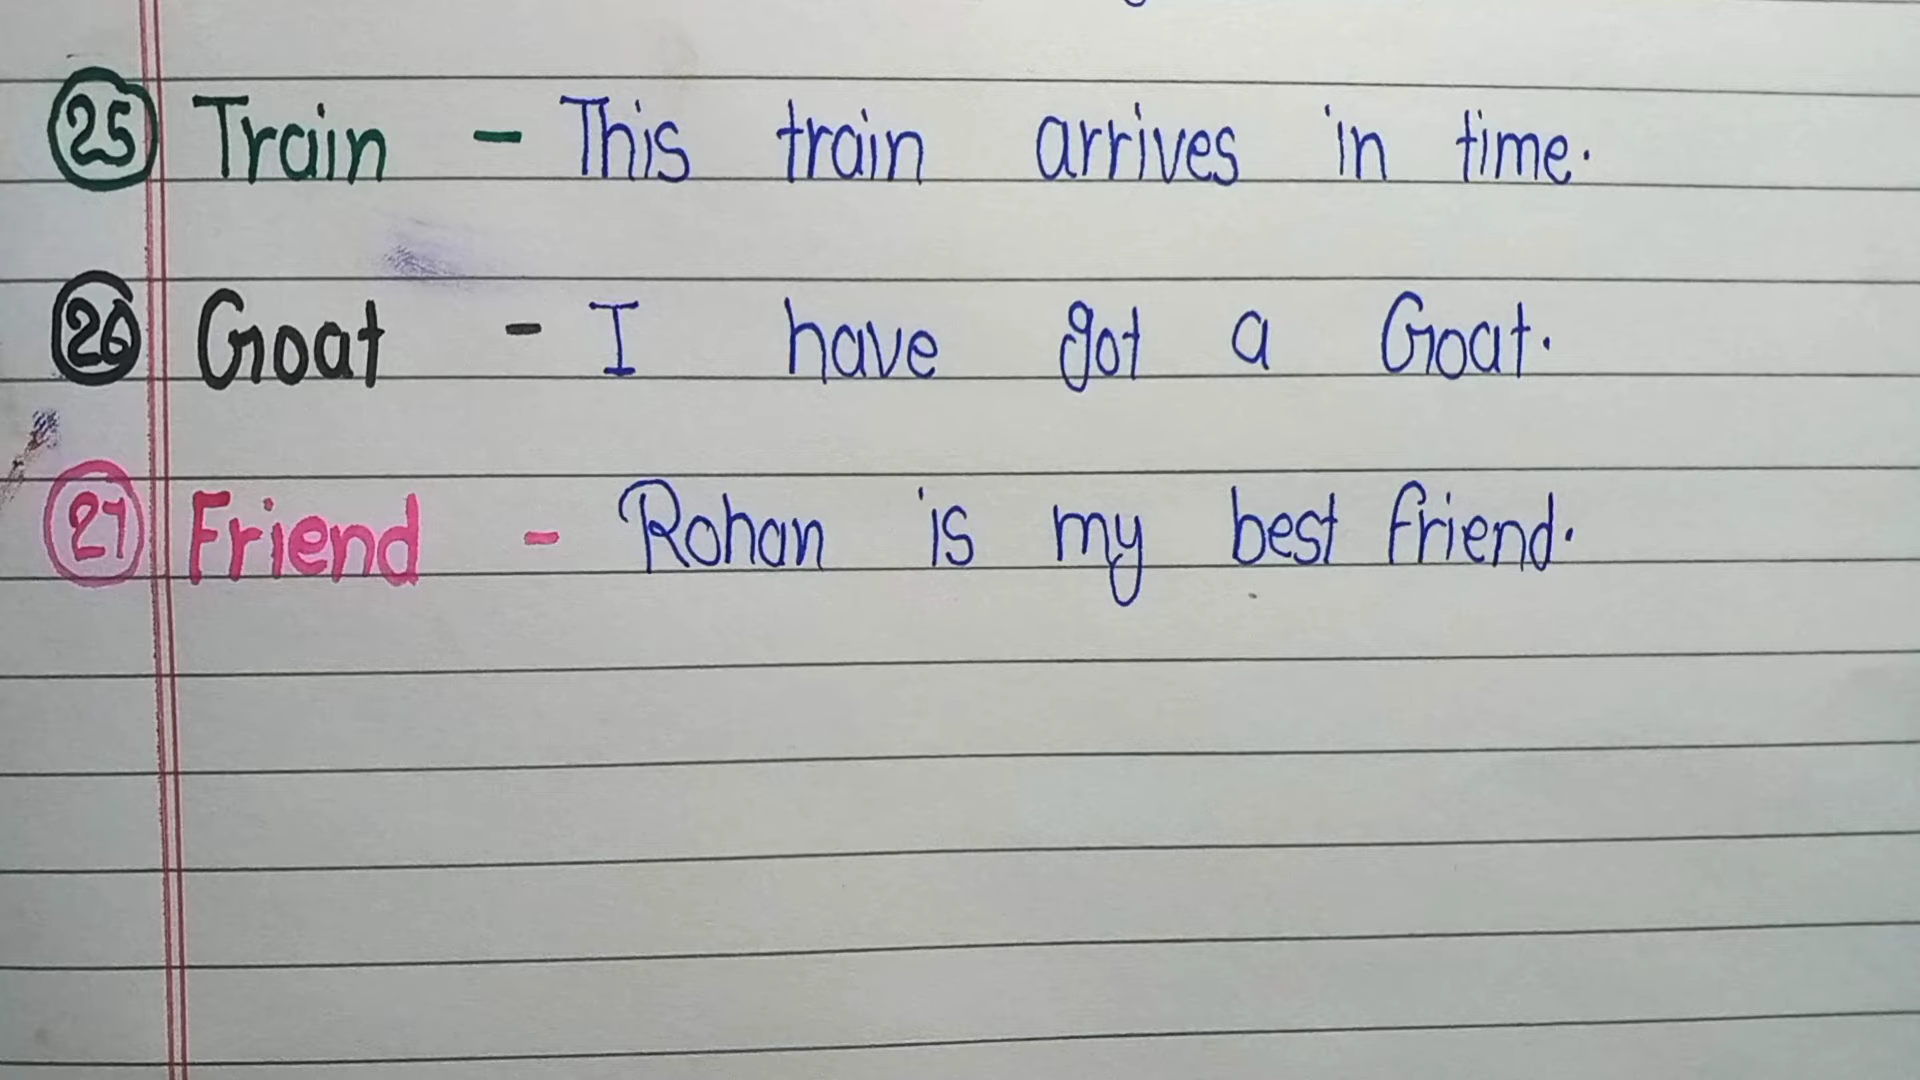 25 Train - This train arrives in time.
26 Goat - I have got a Goat.
27 Friend - Rohan is my best friend.